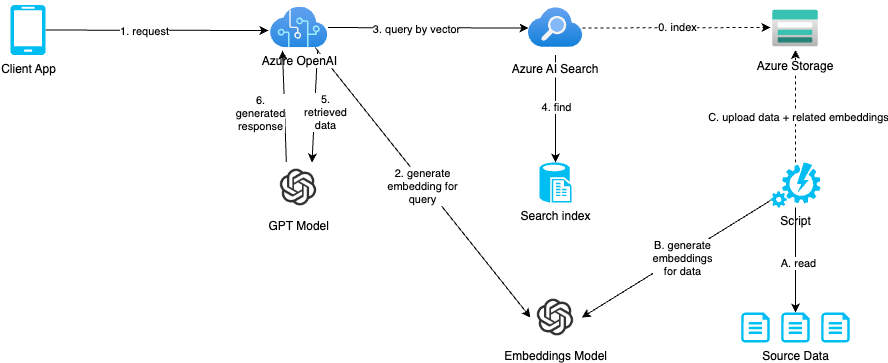 1. request
3. query by vector
0. index
Client App
Azure OpenAI
Azure AI Search
Azure Storage
6.
generated
response
5.
retrieved
data
4. find
C. upload data + related embeddings
2. generate
embedding for
query
GPT Model
Search index
Script
B. generate
embeddings
for data
A. read
Embeddings Model
Source Data